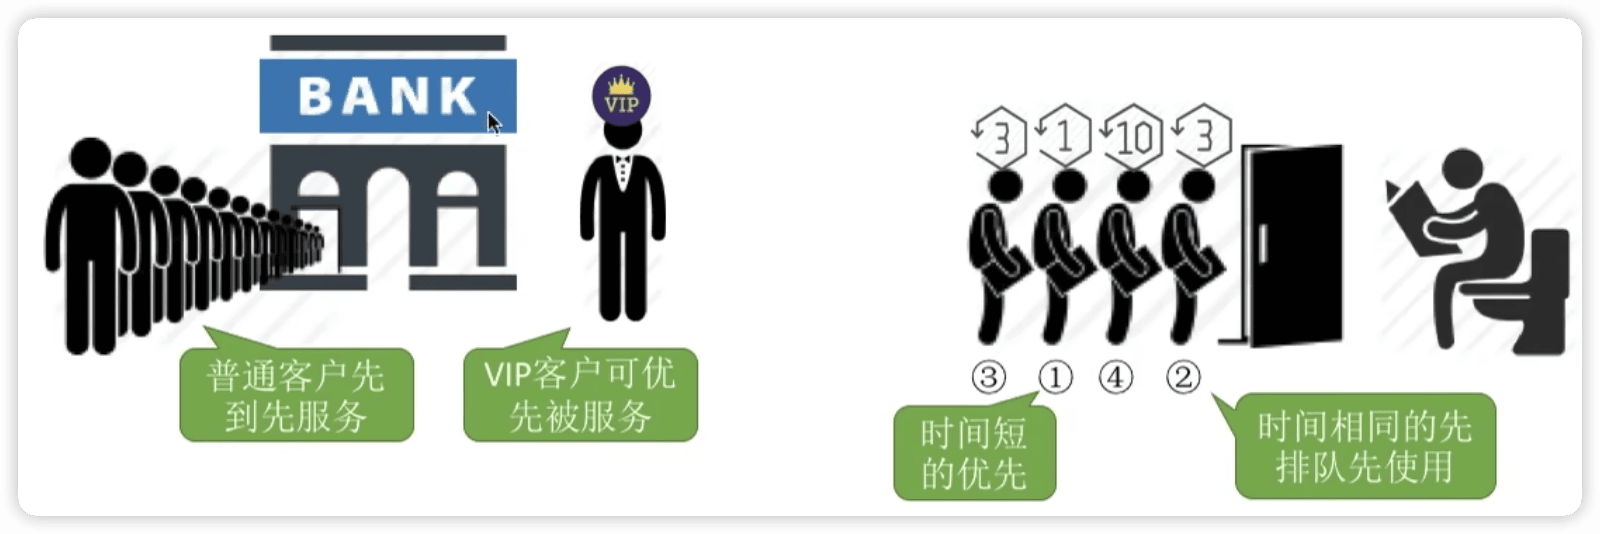 BANK
VIP
普通客户先
到先服务
VIP客户可优
先被服务
3 1 10 3
③ ① ④ ②
时间短
的优先
时间相同的先
排队先使用